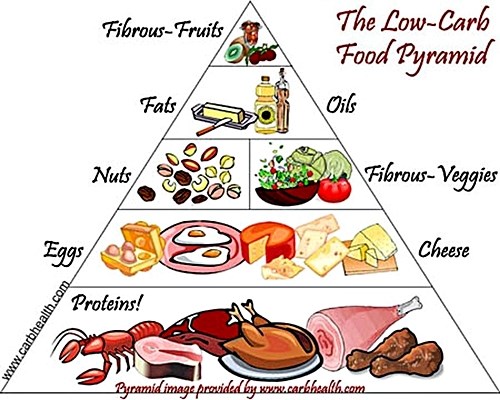 The Low-Carb
Food Pyramid
Fibrous-Fruits
Fats
Oils
Nuts
Fibrous-Veggies
Eggs
Cheese
Proteins!
www.carbhealth.com
Pyramid image provided by www.carbhealth.com